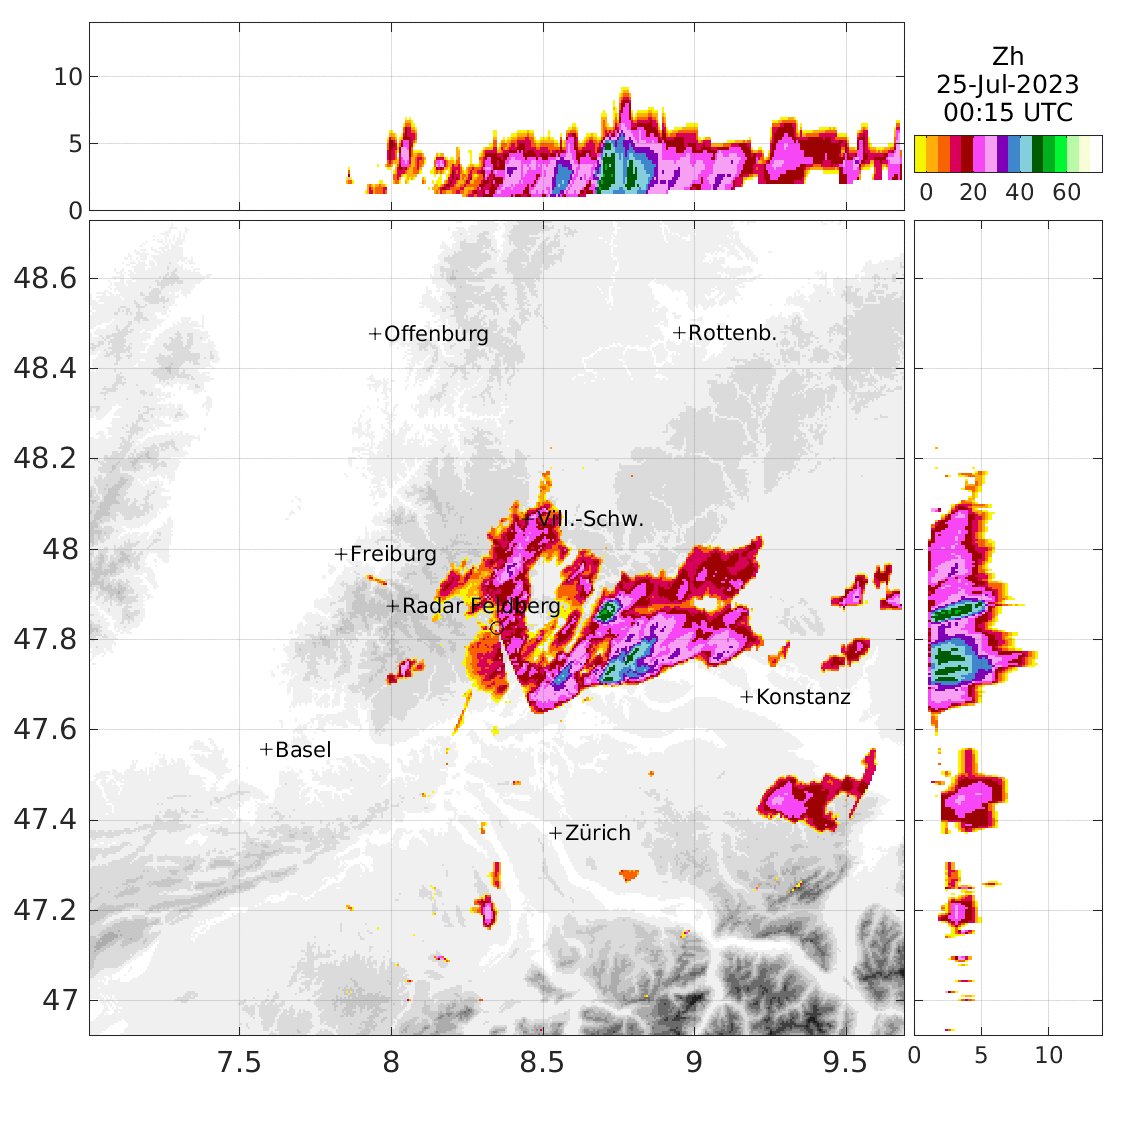 10
5
0
Zh
25-Jul-2023
00:15 UTC
0 20 40 60
48.6
48.4
48.2
48
47.8
47.6
47.4
47.2
47
+Offenburg
+Rottenb.
+Vill.-Schw.
+Freiburg
+Radar Feldberg
+Konstanz
+Basel
+Zürich
7.5 8 8.5 9 9.5
0 5 10